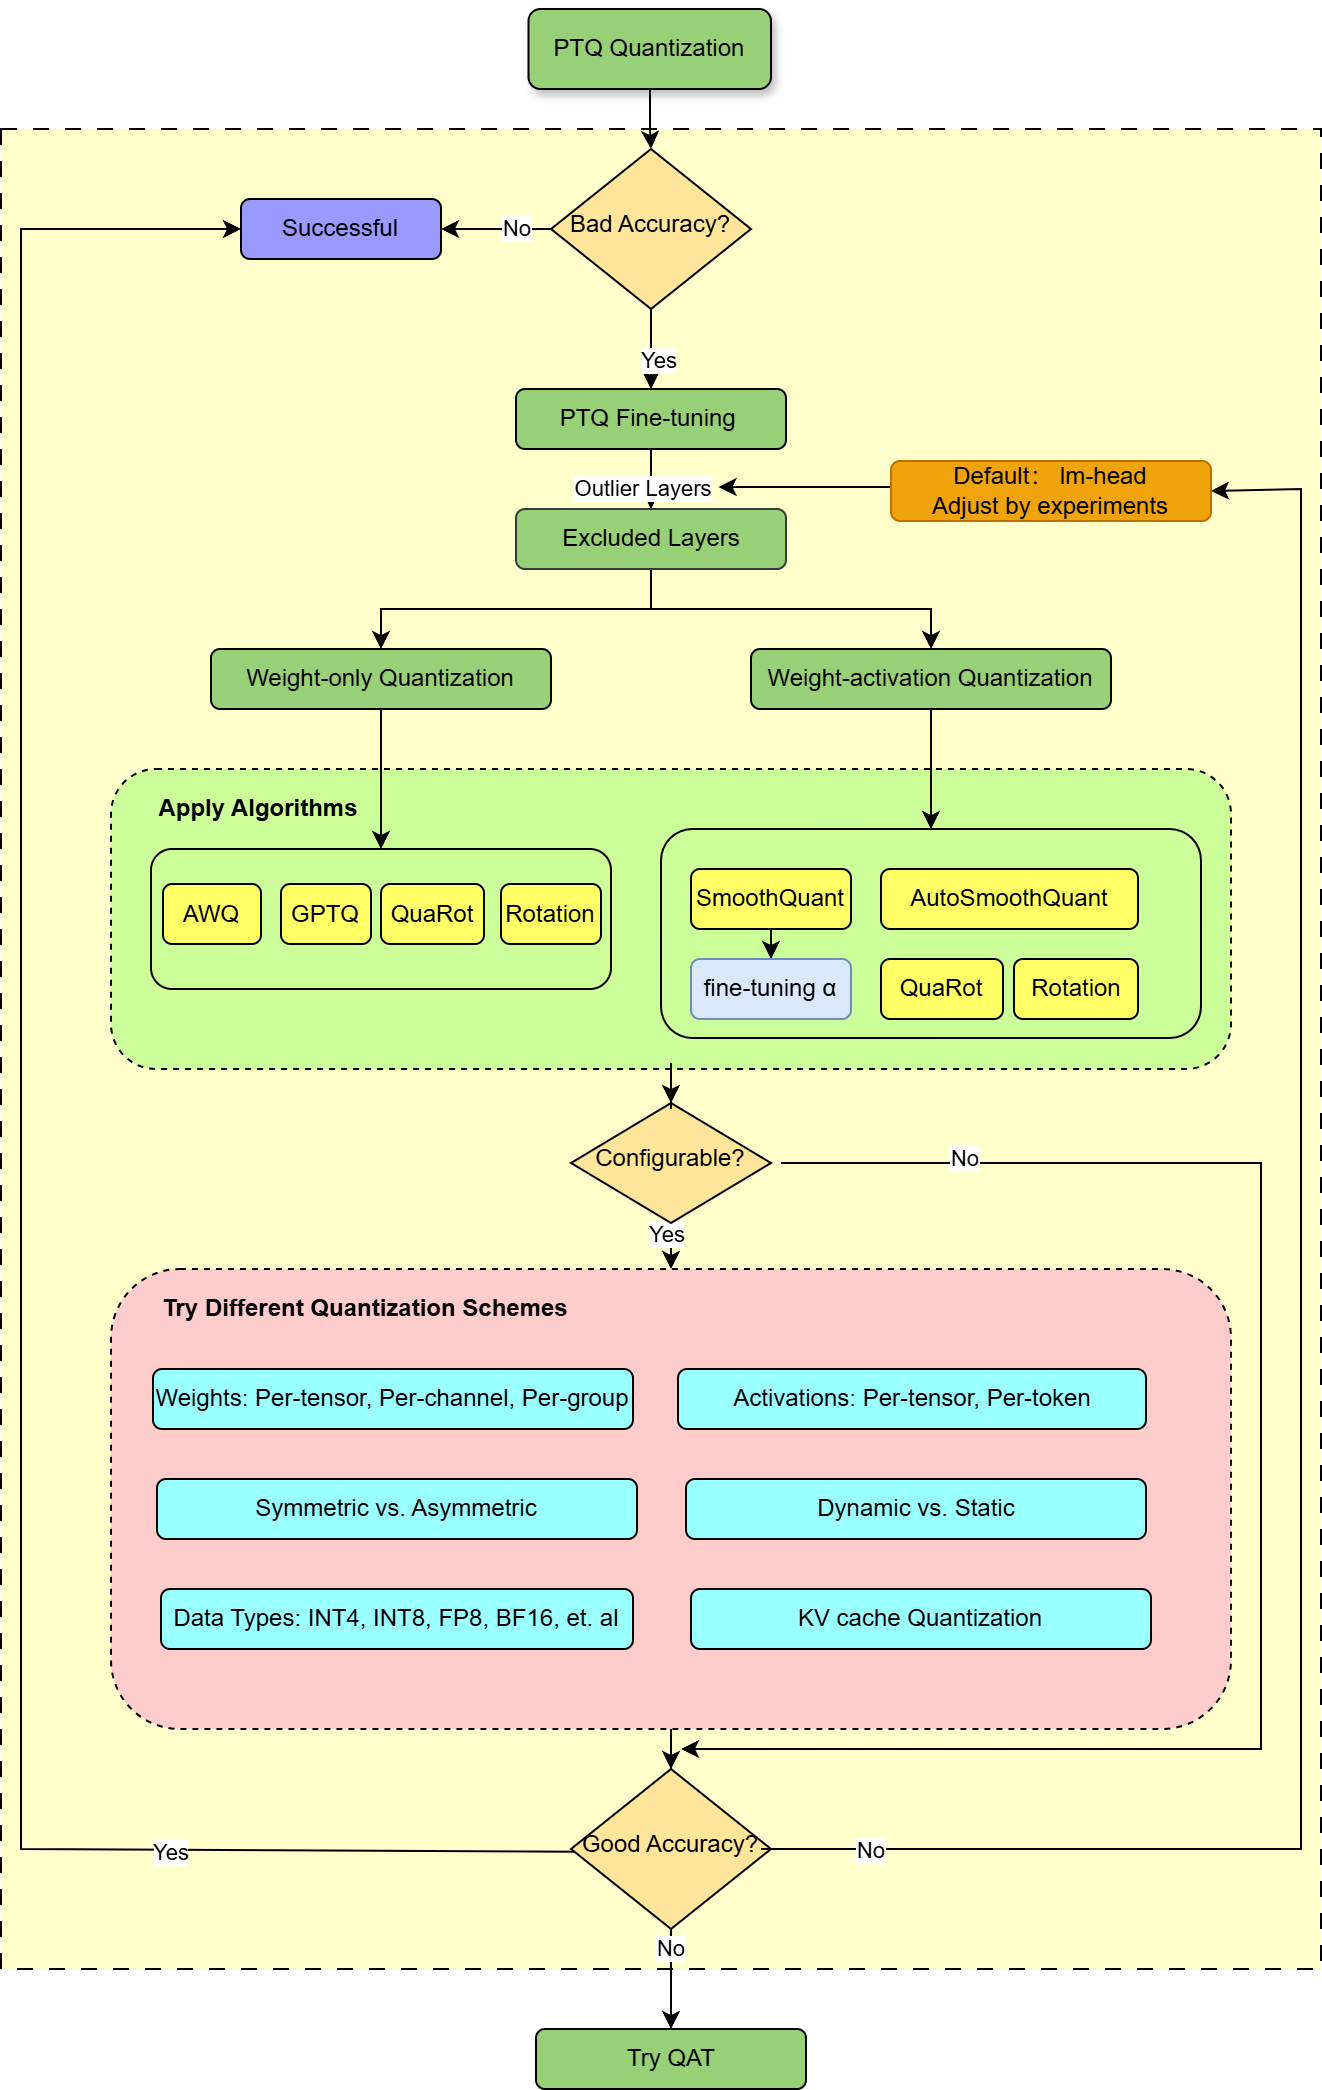 PTQ Quantization
Bad Accuracy?
No
Successful
Yes
PTQ Fine-tuning
Outlier Layers
Default： lm-head
Adjust by experiments
Excluded Layers
Weight-only Quantization
Weight-activation Quantization
Apply Algorithms
AWQ
GPTQ
QuaRot
Rotation
SmoothQuant
AutoSmoothQuant
fine-tuning α
QuaRot
Rotation
Configurable?
No
Yes
Try Different Quantization Schemes
Weights: Per-tensor, Per-channel, Per-group
Activations: Per-tensor, Per-token
Symmetric vs. Asymmetric
Dynamic vs. Static
Data Types: INT4, INT8, FP8, BF16, et. al
KV cache Quantization
Good Accuracy?
Yes
No
No
Try QAT